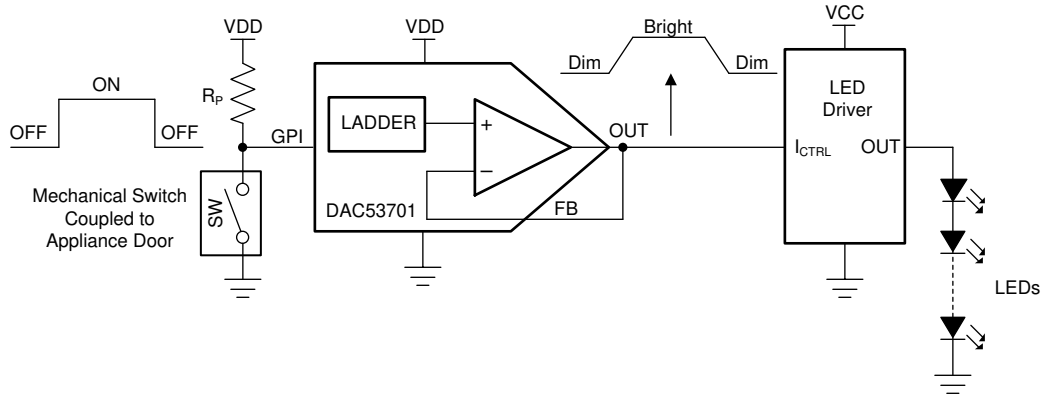 VDD
VDD
VCC
Bright
Dim
Dim
ON
OFF
OFF
RP
GPI
LADDER
+
−
OUT
LED
Driver
ICTRL
OUT
Mechanical Switch
Coupled to
Appliance Door
SW
DAC53701
FB
LEDs